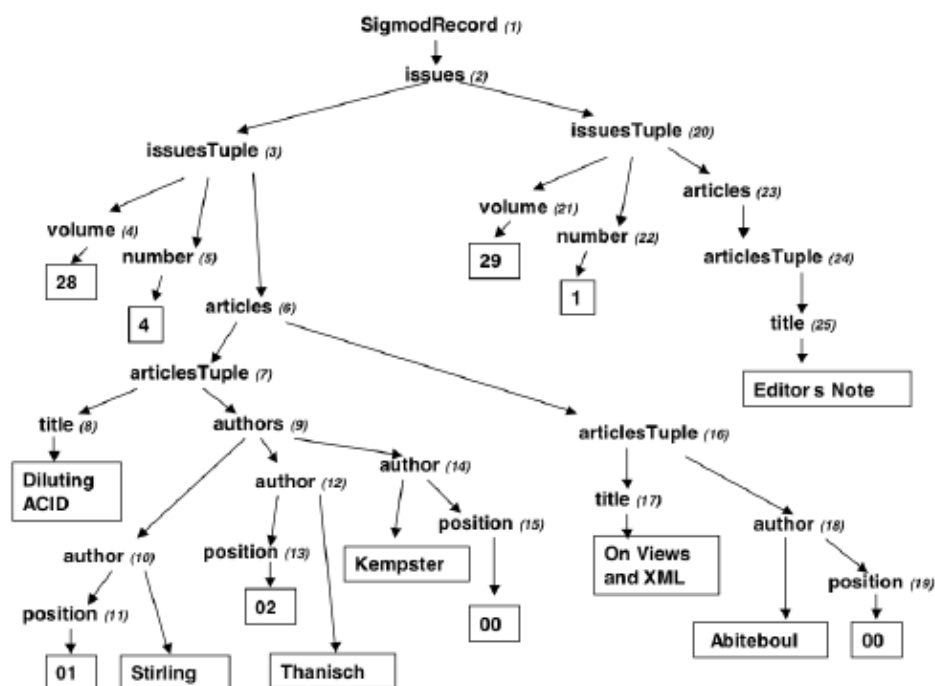 SigmodRecord (1)
issues (2)
issuesTuple (3)
issuesTuple (20)
volume (4)
number (5)
28
4
articles (6)
volume (21)
number (22)
29
1
articles (23)
articlesTuple (24)
title (25)
Editor s Note
articlesTuple (7)
title (8)
authors (9)
Diluting
ACID
author (10)
position (11)
01
Stirling
author (12)
position (13)
02
Thanisch
author (14)
position (15)
Kempster
00
articlesTuple (16)
title (17)
On Views
and XML
author (18)
position (19)
Abiteboul
00